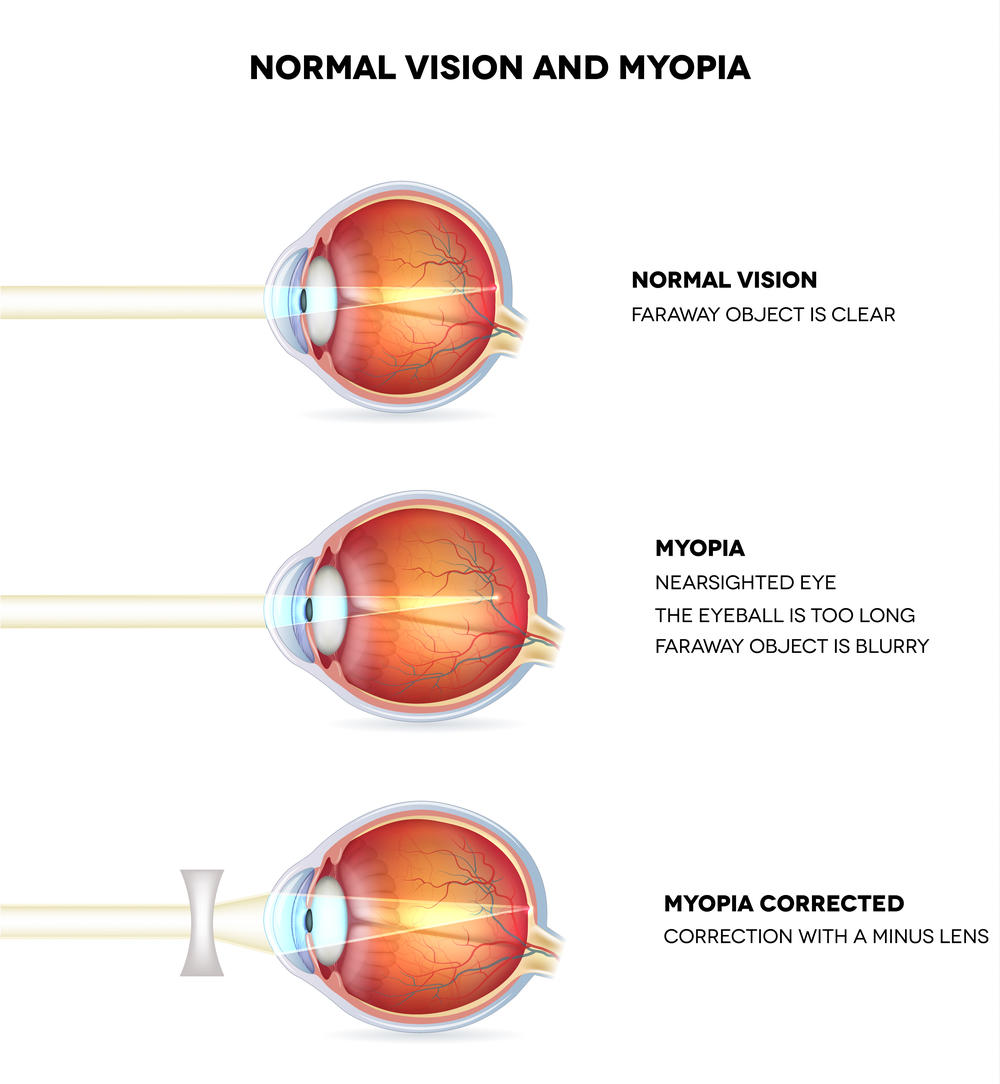 NORMAL VISION AND MYOPIA
NORMAL VISION
FARAWAY OBJECT IS CLEAR
MYOPIA
NEARSIGHTED EYE
THE EYEBALL IS TOO LONG
FARAWAY OBJECT IS BLURRY
MYOPIA CORRECTED
CORRECTION WITH A MINUS LENS